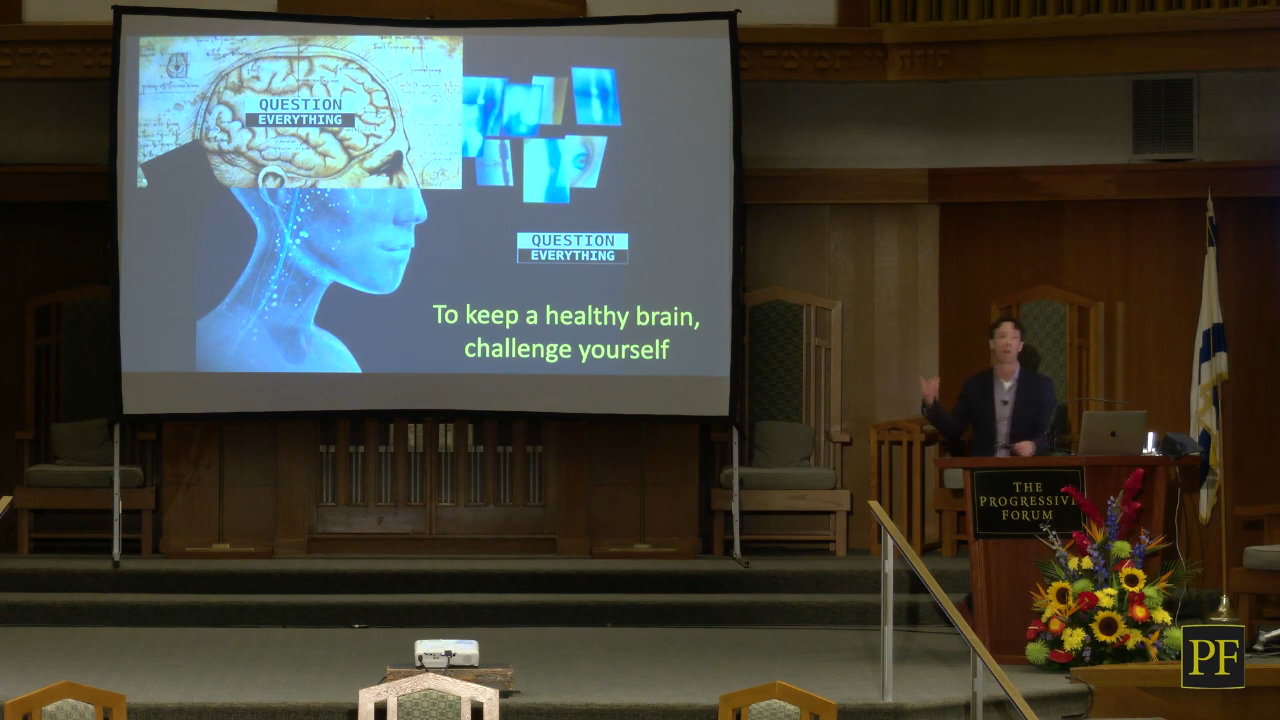 QUESTION
EVERYTHING
QUESTION
EVERYTHING
To keep a healthy brain,
challenge yourself
THE
PROGRESSIVE
FORUM
PF